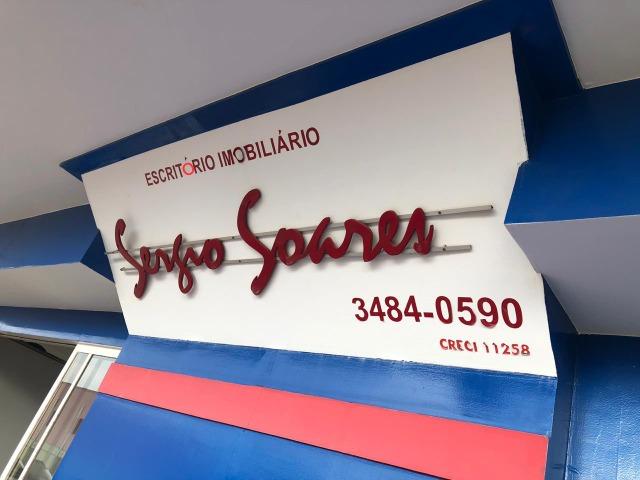 ESCRITÓRIO IMOBILIÁRIO
Sergio Soares
3484-0590
CRECI 11258